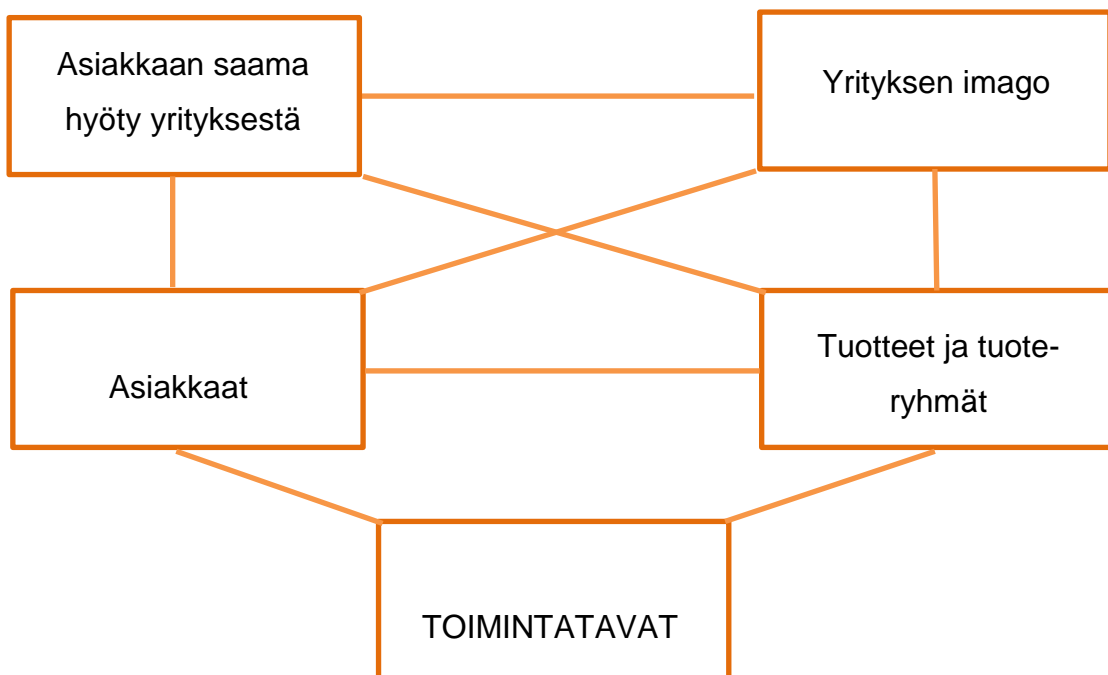 Asiakkaan saama
hyöty yrityksestä
Yrityksen imago
Asiakkaat
Tuotteet ja tuote-
ryhmät
TOIMINTATAVAT